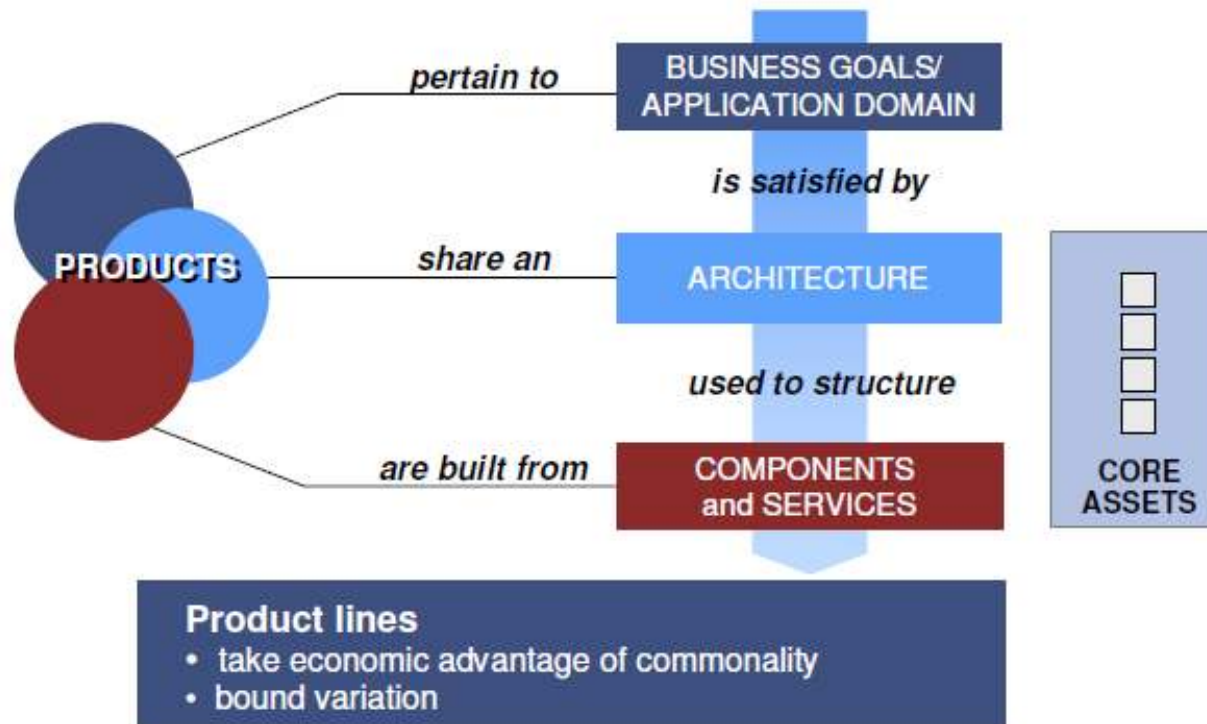 pertain to
BUSINESS GOALS/
APPLICATION DOMAIN
is satisfied by
PRODUCTS
share an
ARCHITECTURE
used to structure
are built from
COMPONENTS
and SERVICES
CORE
ASSETS
Product lines
• take economic advantage of commonality
• bound variation